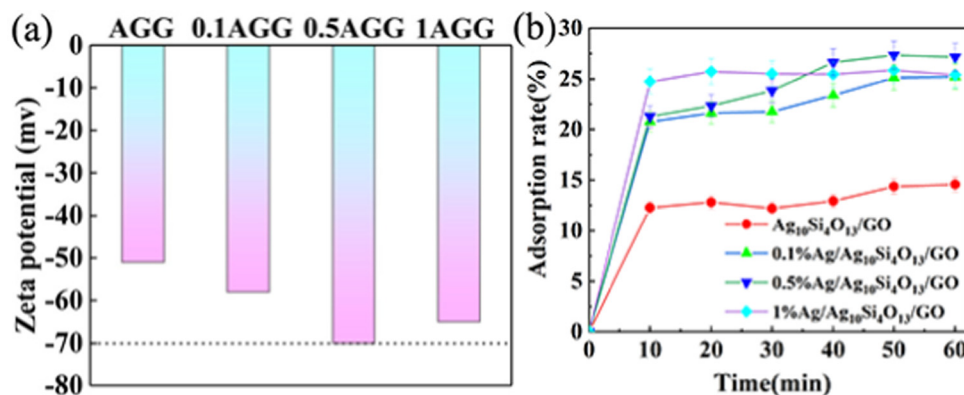 (a)
AGG 0.1AGG 0.5AGG 1AGG
0
-10
-20
-30
-40
-50
-60
-70
-80
Zeta potential (mv)
(b)
30
25
20
15
10
5
0
Adsorption rate(%)
Ag₁₀Si₄O₁₃/GO
0.1%Ag/Ag₁₀Si₄O₁₃/GO
0.5%Ag/Ag₁₀Si₄O₁₃/GO
1%Ag/Ag₁₀Si₄O₁₃/GO
0 10 20 30 40 50 60
Time(min)